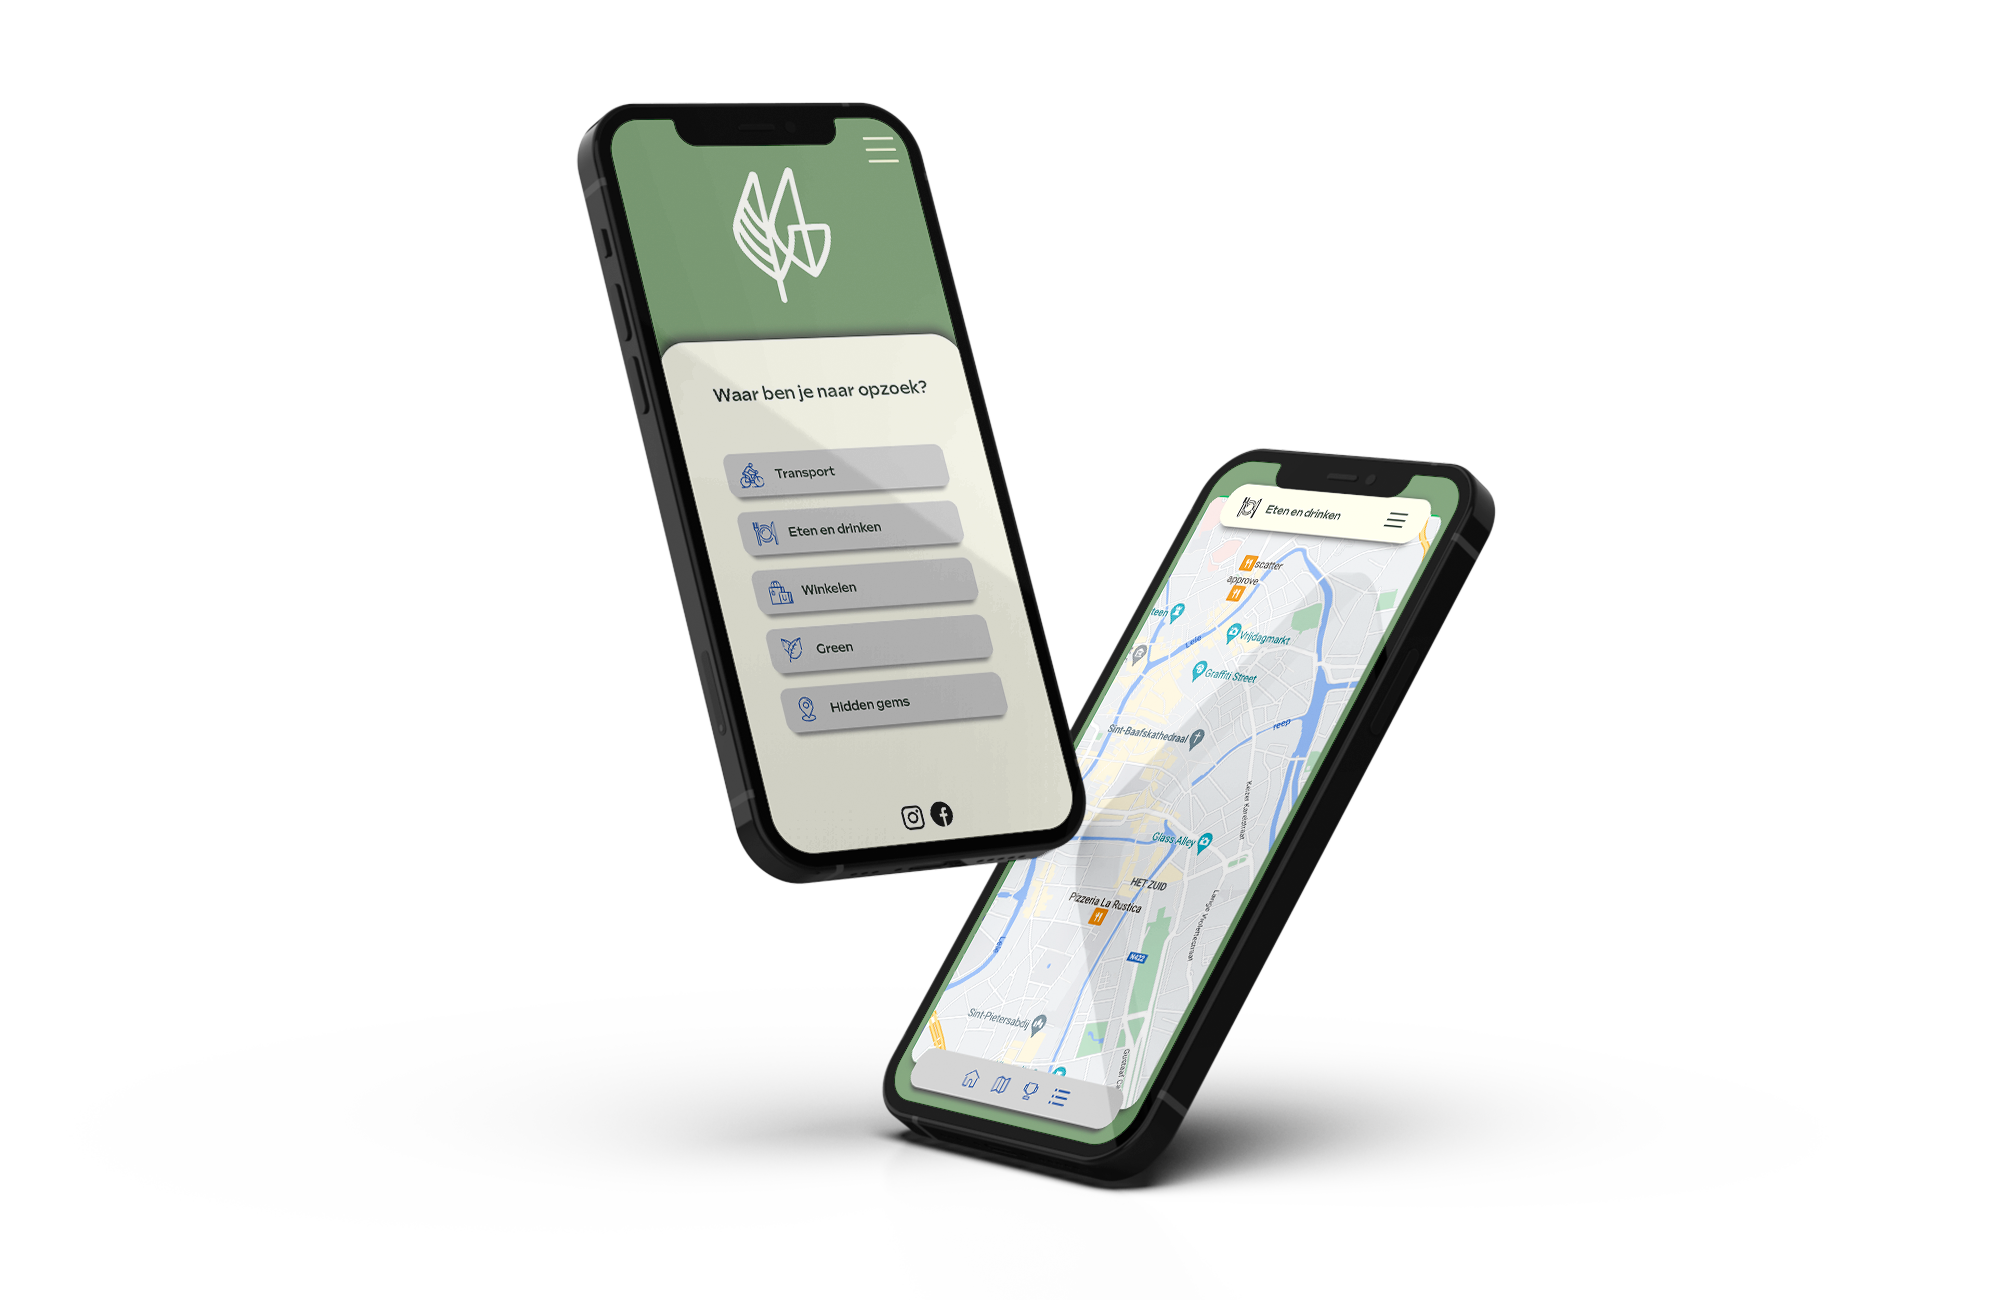 Waar ben je naar opzoek?
Transport
Eten en drinken
Winkelen
Green
Hidden gems
Eten en drinken
scatter
approve
teen
Leie
Vrijdagmarkt
Graffiti Street
reep
Sint-Baafskathedraal
Keizer Karelstraat
Glass Alley
HET ZUID
Pizzeria La Rustica
Lange Violettestraat
Leie
N422
Sint-Pietersabdij
Gustaaf Ca